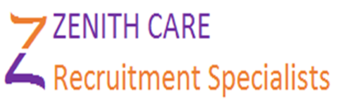 ZENITH CARE
Recruitment Specialists